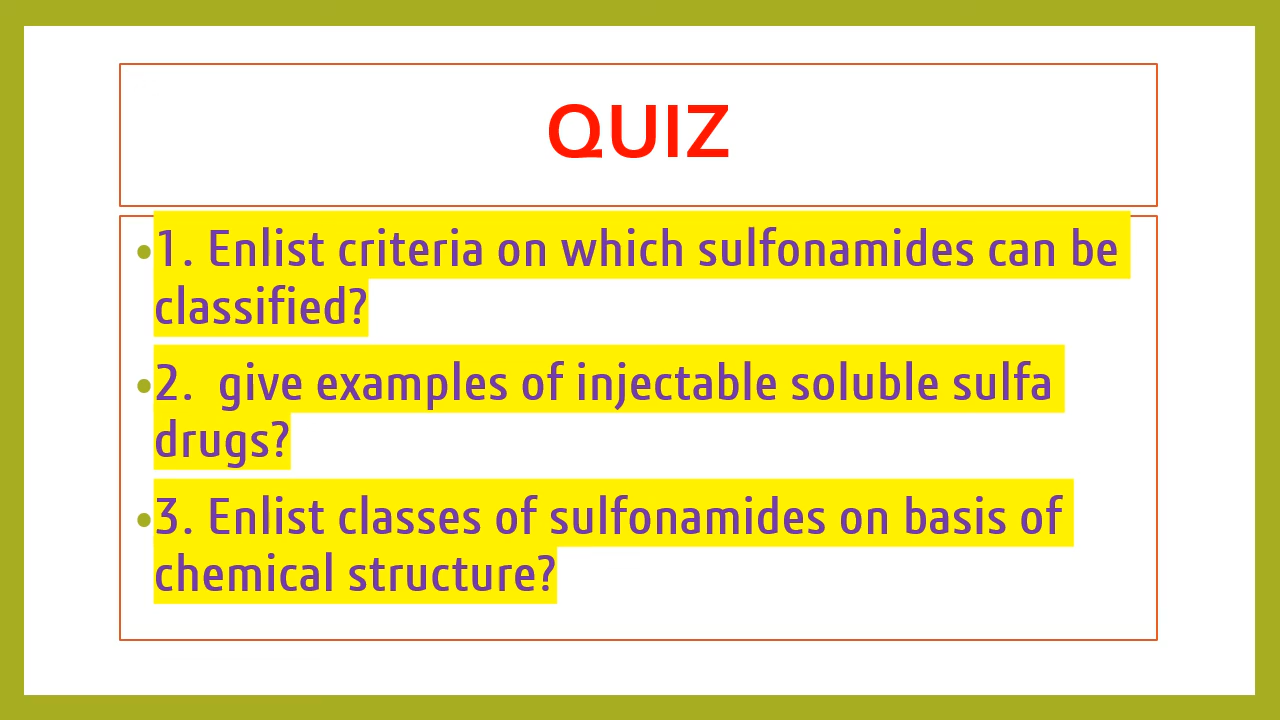 QUIZ
•1. Enlist criteria on which sulfonamides can be
classified?
•2.  give examples of injectable soluble sulfa
drugs?
•3. Enlist classes of sulfonamides on basis of
chemical structure?